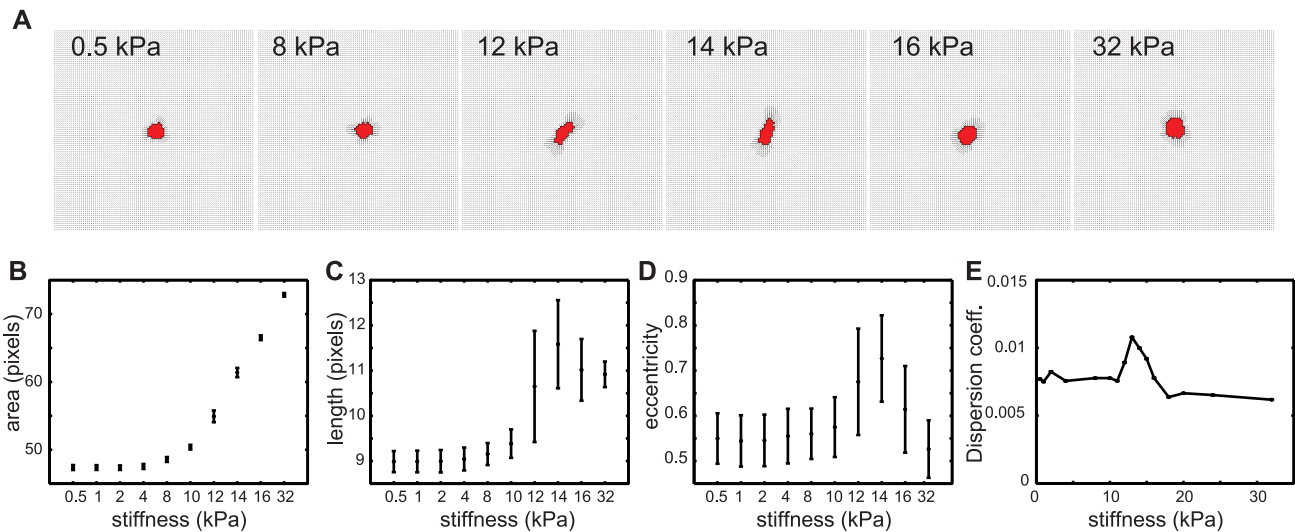 A
0.5 kPa 8 kPa 12 kPa 14 kPa 16 kPa 32 kPa
B
area (pixels)
70
60
50
0.5 1 2 4 8 10 12 14 16 32
stiffness (kPa)
C
length (pixels)
13
12
11
10
9
0.5 1 2 4 8 10 12 14 16 32
stiffness (kPa)
D
eccentricity
0.9
0.8
0.7
0.6
0.5
0.5 1 2 4 8 10 12 14 16 32
stiffness (kPa)
E
Dispersion coeff.
0.015
0.01
0.005
0
0 10 20 30
stiffness (kPa)